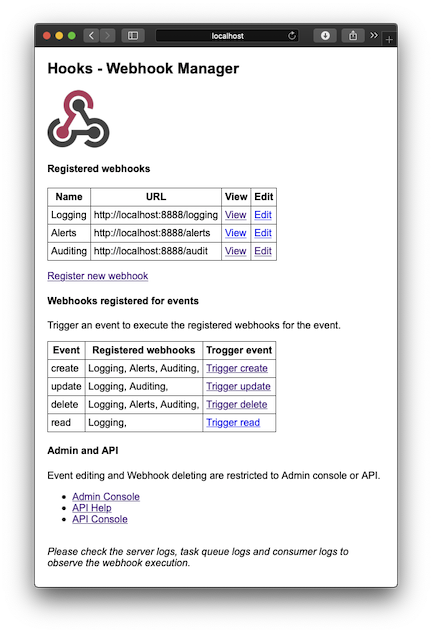 localhost
Hooks - Webhook Manager
Registered webhooks
Name URL View Edit
Logging http://localhost:8888/logging View Edit
Alerts http://localhost:8888/alerts View Edit
Auditing http://localhost:8888/audit View Edit
Register new webhook
Webhooks registered for events
Trigger an event to execute the registered webhooks for the event.
Event Registered webhooks Trogger event
create Logging, Alerts, Auditing, Trigger create
update Logging, Auditing, Trigger update
delete Logging, Alerts, Auditing, Trigger delete
read Logging, Trigger read
Admin and API
Event editing and Webhook deleting are restricted to Admin console or API.
• Admin Console
• API Help
• API Console
Please check the server logs, task queue logs and consumer logs to
observe the webhook execution.